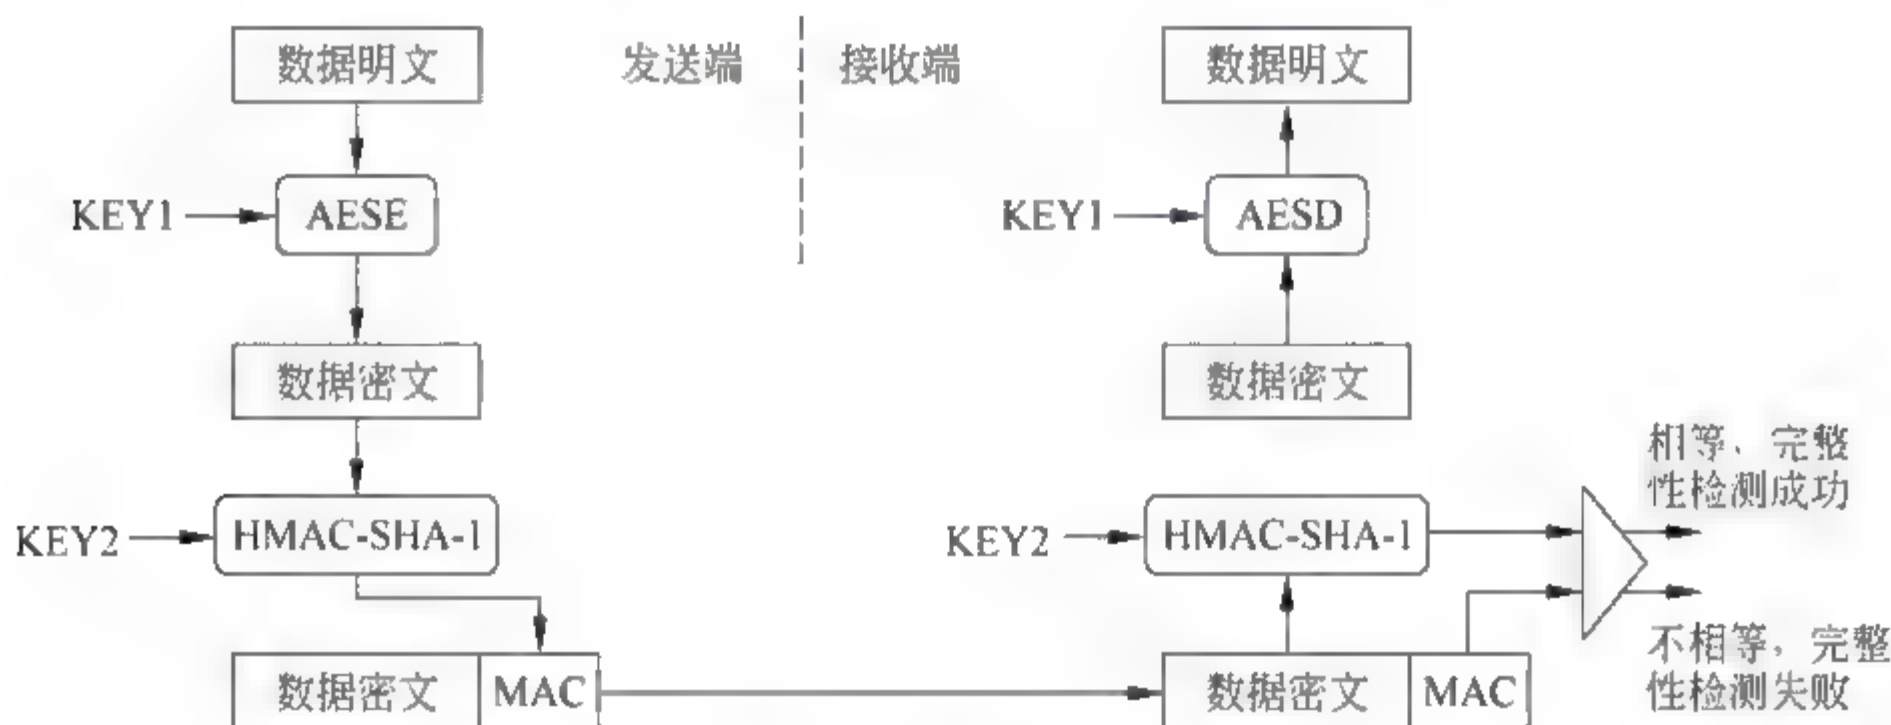 数据明文
发送端
接收端
数据明文
KEY1
AESE
KEY1
AESD
数据密文
数据密文
相等、完整
性检测成功
KEY2
HMAC-SHA-1
KEY2
HMAC-SHA-1
不相等，完整
性检测失败
数据密文
MAC
数据密文
MAC